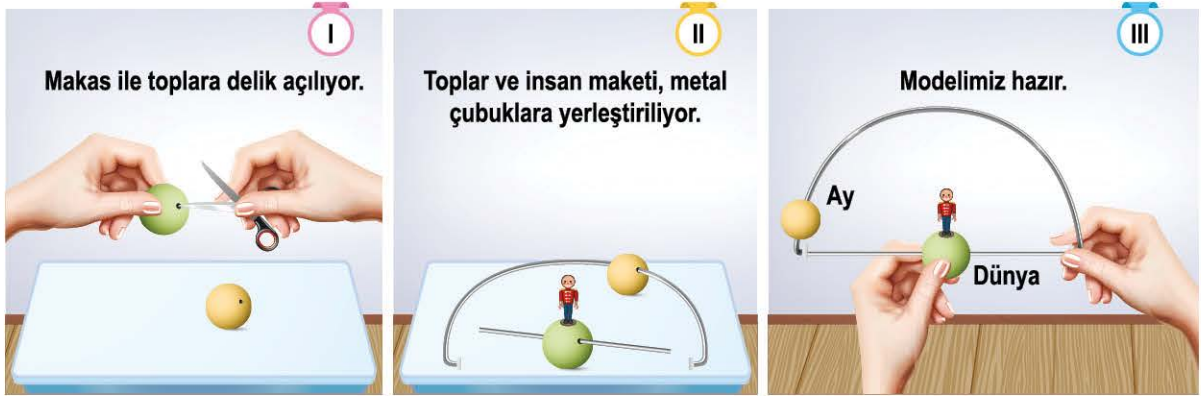 I
Makas ile toplara delik açılıyor.
II
Toplar ve insan maketi, metal
çubuklara yerleştiriliyor.
III
Modelimiz hazır.
Ay
Dünya